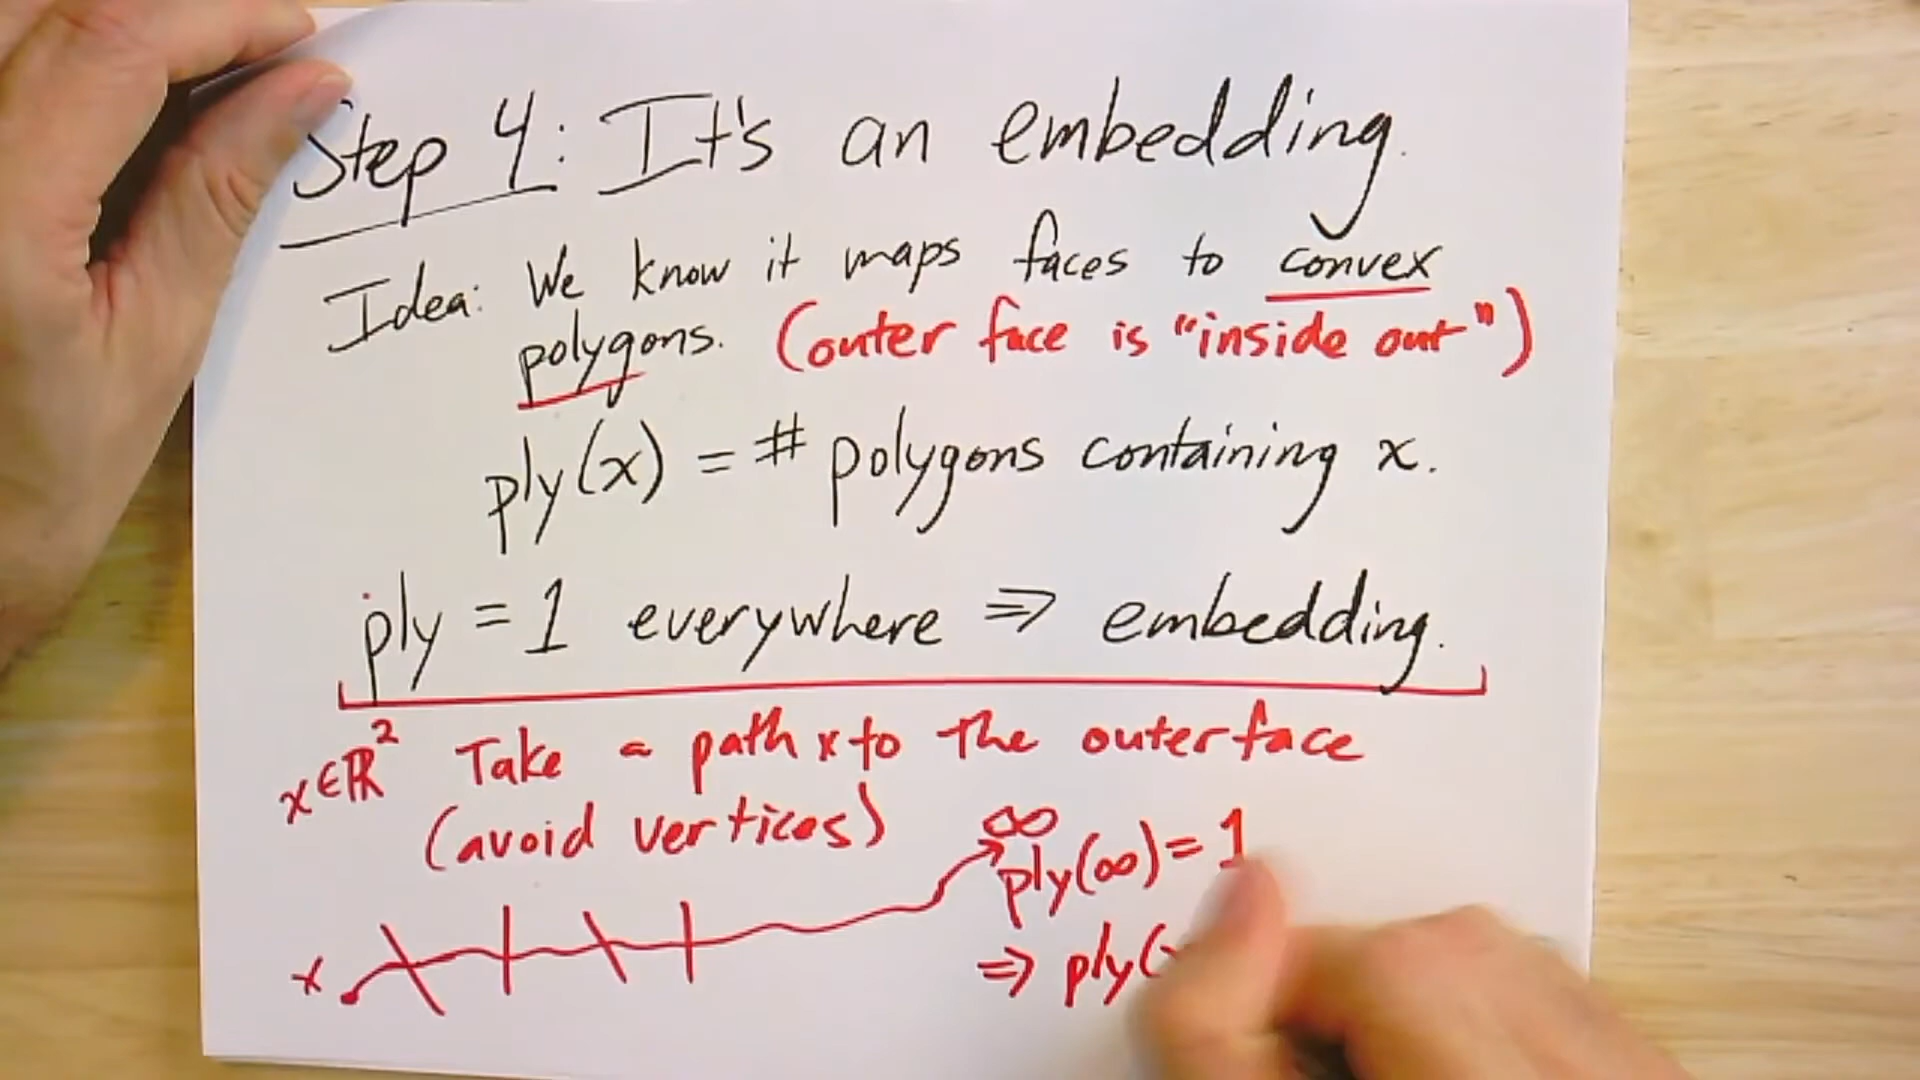 Step 4: It's an embedding.
Idea: We know it maps faces to convex
polygons. (outer face is "inside out")
ply(x) = # polygons containing x.
ply = 1 everywhere ⇒ embedding.
x∈ℝ² Take a path x to the outer face
(avoid vertices)
∞
ply(∞) = 1
x
⇒ ply(